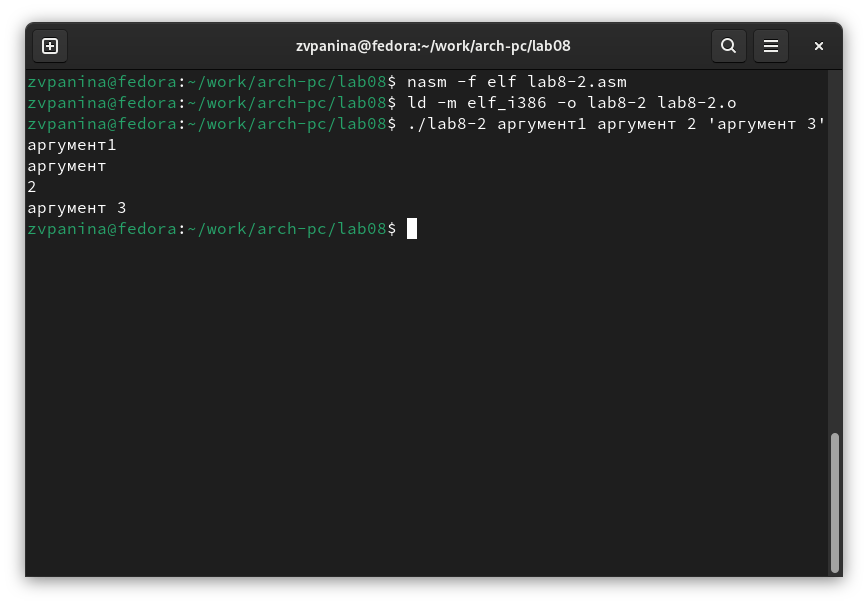 zvpanina@fedora:~/work/arch-pc/lab08
zvpanina@fedora:~/work/arch-pc/lab08$ nasm -f elf lab8-2.asm
zvpanina@fedora:~/work/arch-pc/lab08$ ld -m elf_i386 -o lab8-2 lab8-2.o
zvpanina@fedora:~/work/arch-pc/lab08$ ./lab8-2 аргумент1 аргумент 2 'аргумент 3'
аргумент1
аргумент
2
аргумент 3
zvpanina@fedora:~/work/arch-pc/lab08$